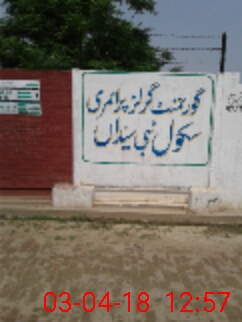 گورنمنٹ گرلز پرائمری
سکول نبی سیداں
03-04-18 12:57